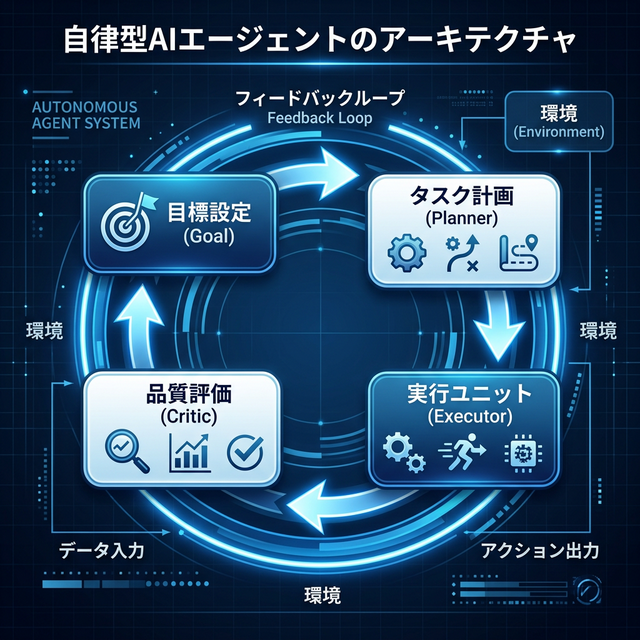 自律型AIエージェントのアーキテクチャ
AUTONOMOUS
AGENT SYSTEM
フィードバックループ
Feedback Loop
環境
(Environment)
目標設定
(Goal)
タスク計画
(Planner)
環境
環境
品質評価
(Critic)
実行ユニット
(Executor)
データ入力
アクション出力
環境